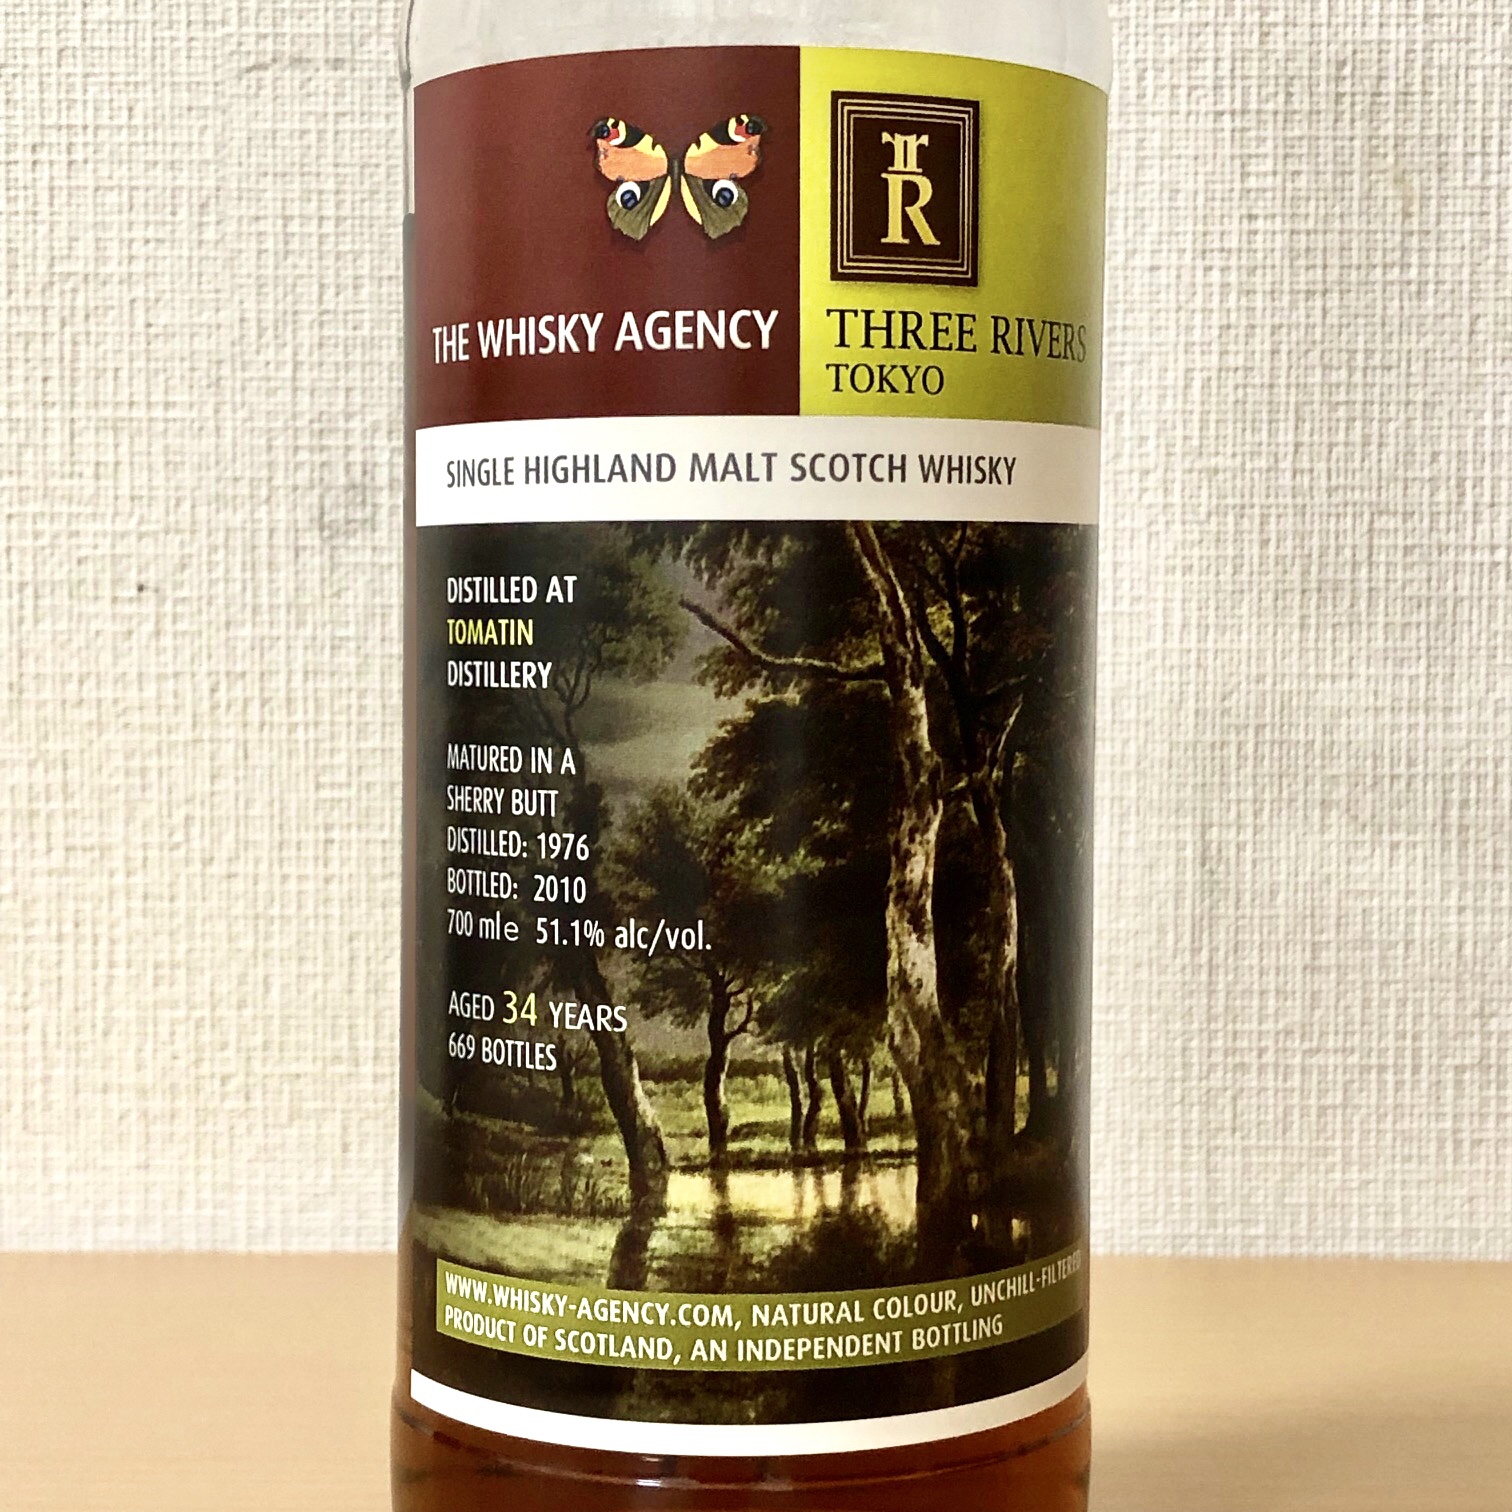 TR
THE WHISKY AGENCY
THREE RIVERS
TOKYO
SINGLE HIGHLAND MALT SCOTCH WHISKY
DISTILLED AT
TOMATIN
DISTILLERY
MATURED IN A
SHERRY BUTT
DISTILLED: 1976
BOTTLED: 2010
700 ml e 51.1% alc/vol.
AGED 34 YEARS
669 BOTTLES
WWW.WHISKY-AGENCY.COM, NATURAL COLOUR, UNCHILL-FILTERED
PRODUCT OF SCOTLAND, AN INDEPENDENT BOTTLING